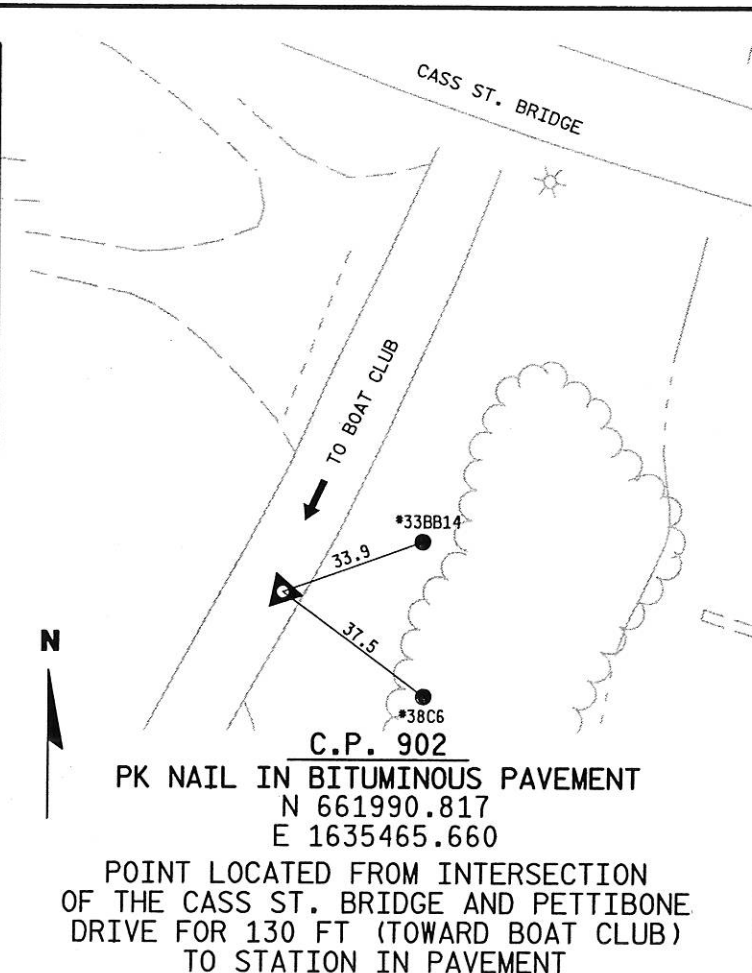 CASS ST. BRIDGE
TO BOAT CLUB
*33BB14
33.9
37.5
*38C6
N
C.P. 902
PK NAIL IN BITUMINOUS PAVEMENT
N 661990.817
E 1635465.660
POINT LOCATED FROM INTERSECTION
OF THE CASS ST. BRIDGE AND PETTIBONE
DRIVE FOR 130 FT (TOWARD BOAT CLUB)
TO STATION IN PAVEMENT